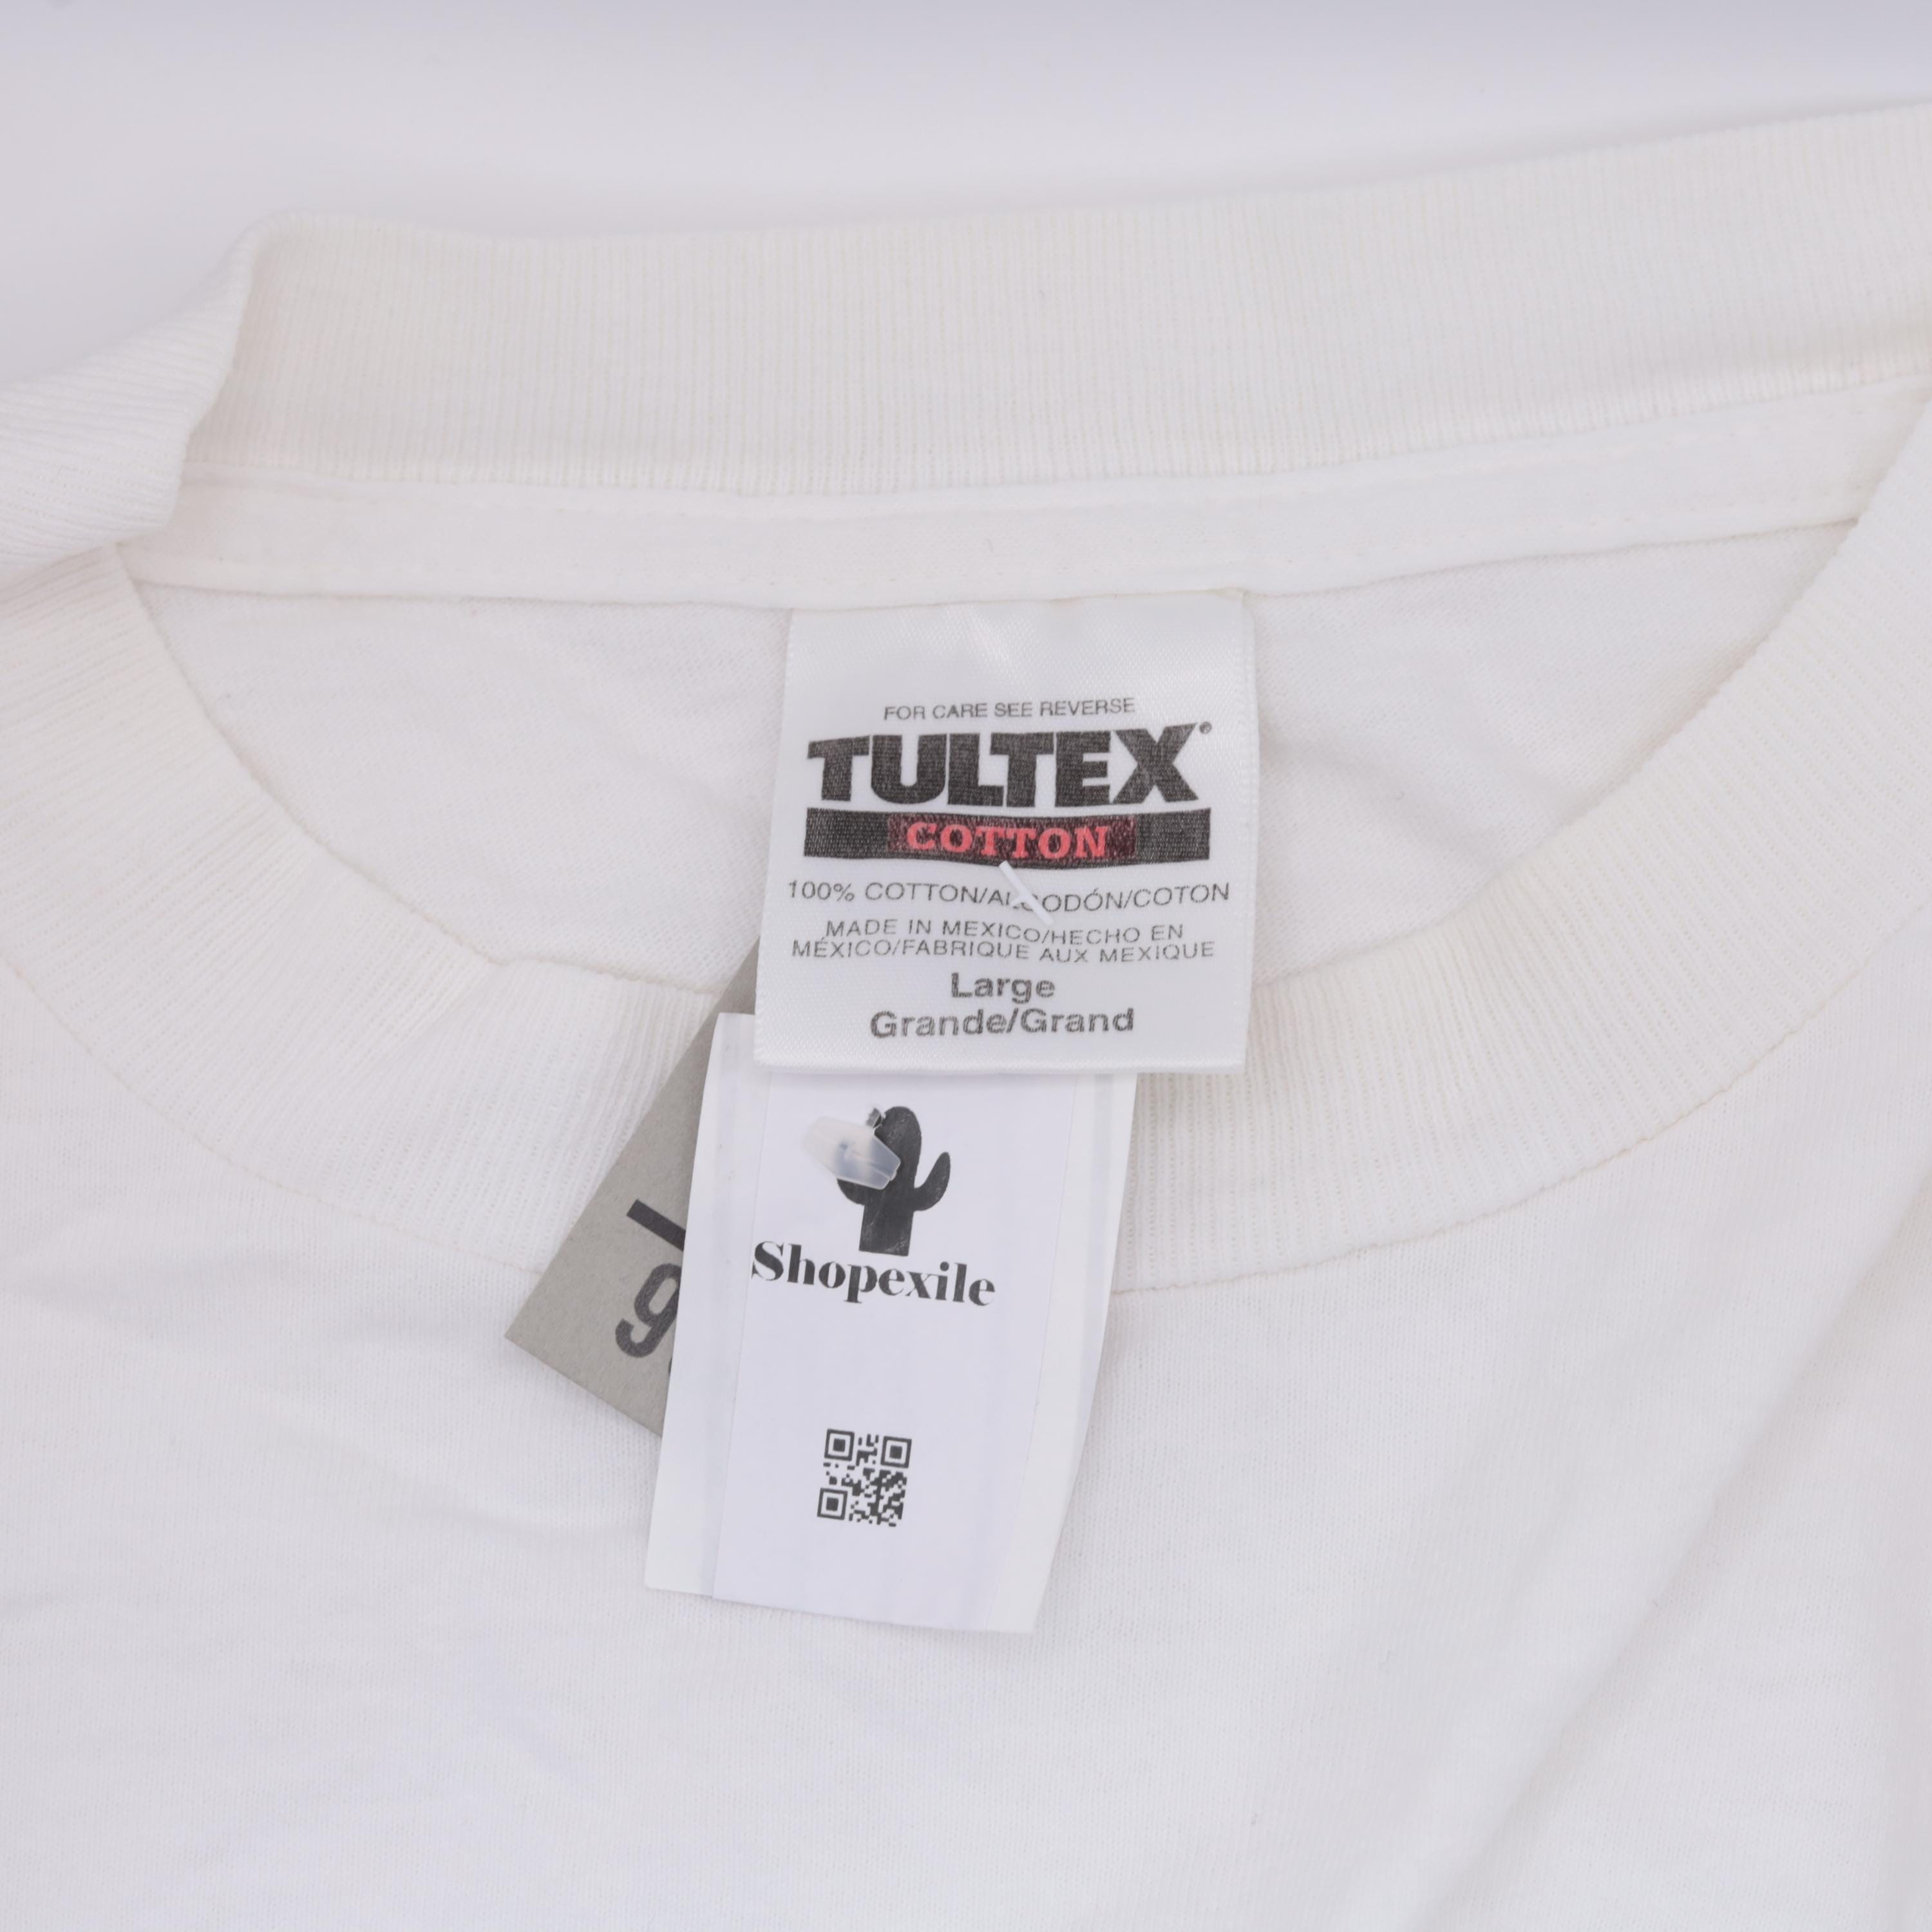 FOR CARE SEE REVERSE
TULTEX®
COTTON
100% COTTON/ALGODÓN/COTON
MADE IN MEXICO/HECHO EN
MÉXICO/FABRIQUE AUX MEXIQUE
Large
Grande/Grand
Shopexile